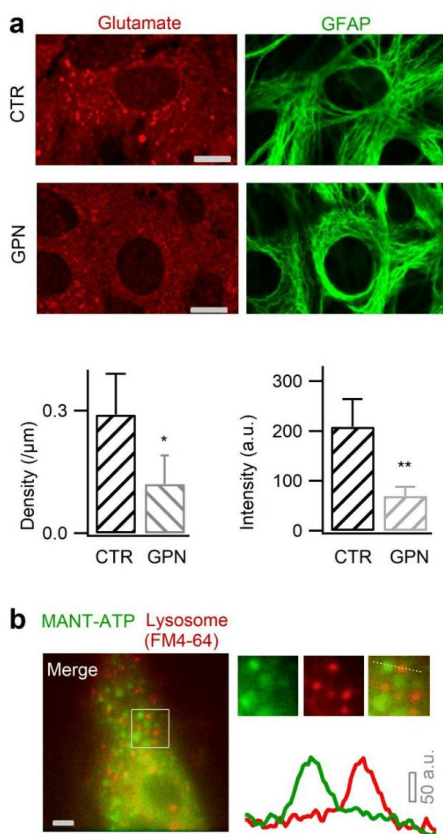 a
Glutamate GFAP
CTR
GPN
Density (/μm)
0.3
0.0
*
CTR GPN
Intensity (a.u.)
300
200
100
0
**
CTR GPN
b
MANT-ATP Lysosome
(FM4-64)
Merge
50 a.u.